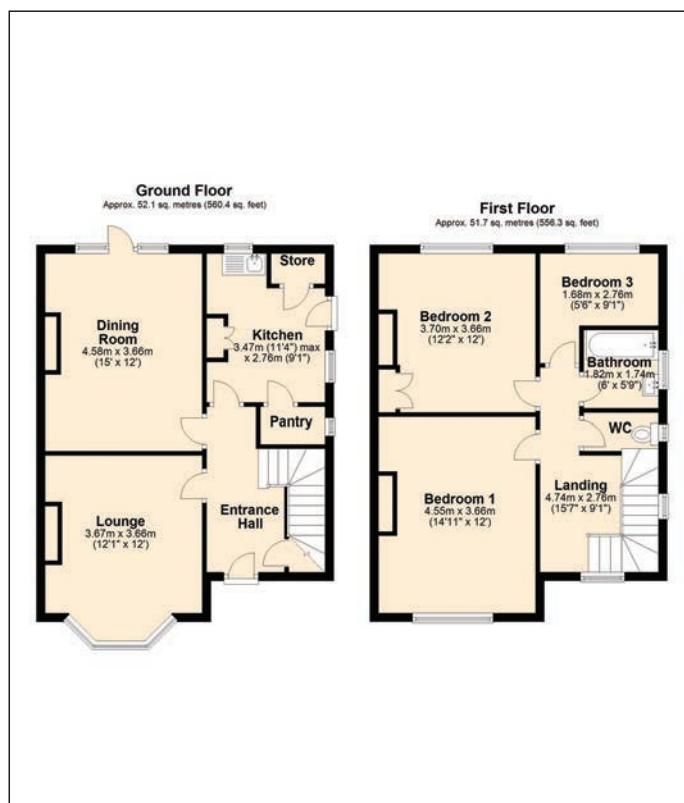 Ground Floor
Approx. 52.1 sq. metres (560.4 sq. feet)
Store
Dining
Room
4.58m x 3.66m
(15' x 12')
Kitchen
3.47m (11'4") max
x 2.76m (9'1")
Pantry
Entrance
Hall
Lounge
3.67m x 3.66m
(12'1" x 12')
First Floor
Approx. 51.7 sq. metres (556.3 sq. feet)
Bedroom 2
3.70m x 3.66m
(12'2" x 12')
Bedroom 3
1.68m x 2.76m
(5'6" x 9'1")
Bathroom
1.82m x 1.74m
(6' x 5'9")
WC
Bedroom 1
4.55m x 3.66m
(14'11" x 12')
Landing
4.74m x 2.76m
(15'7" x 9'1")